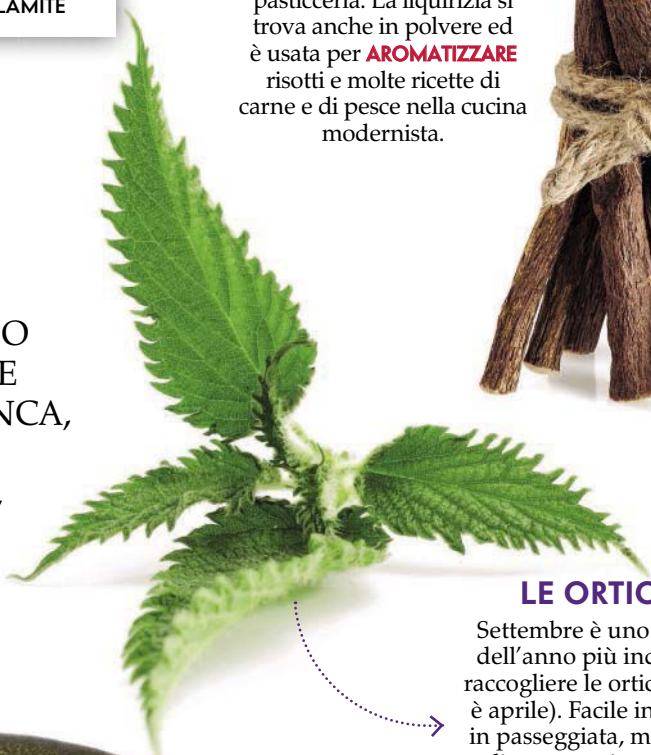 LAMITE
pasticceria. La liquirizia si
trova anche in polvere ed
è usata per AROMATIZZARE
risotti e molte ricette di
carne e di pesce nella cucina
modernista.
O
E
NCA,
LE ORTIC
Settembre è uno
dell’anno più inc
raccogliere le ortic
è aprile). Facile in
in passeggiata, m